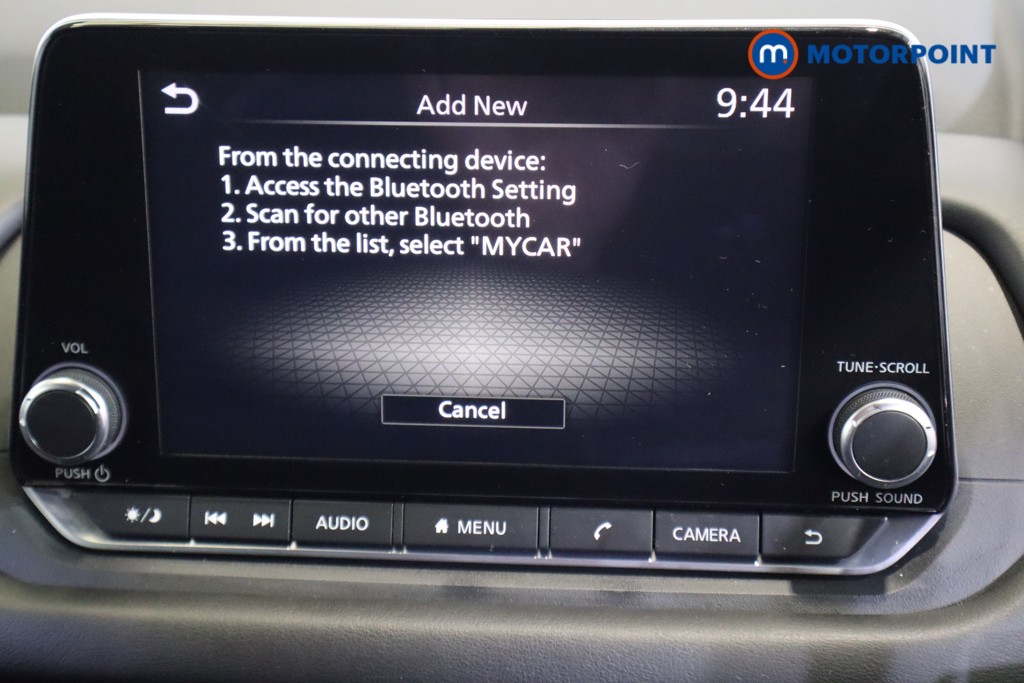 m MOTORPOINT
Add New 9:44
From the connecting device:
1. Access the Bluetooth Setting
2. Scan for other Bluetooth
3. From the list, select "MYCAR"
Cancel
VOL
PUSH
TUNE·SCROLL
PUSH SOUND
AUDIO
MENU
CAMERA